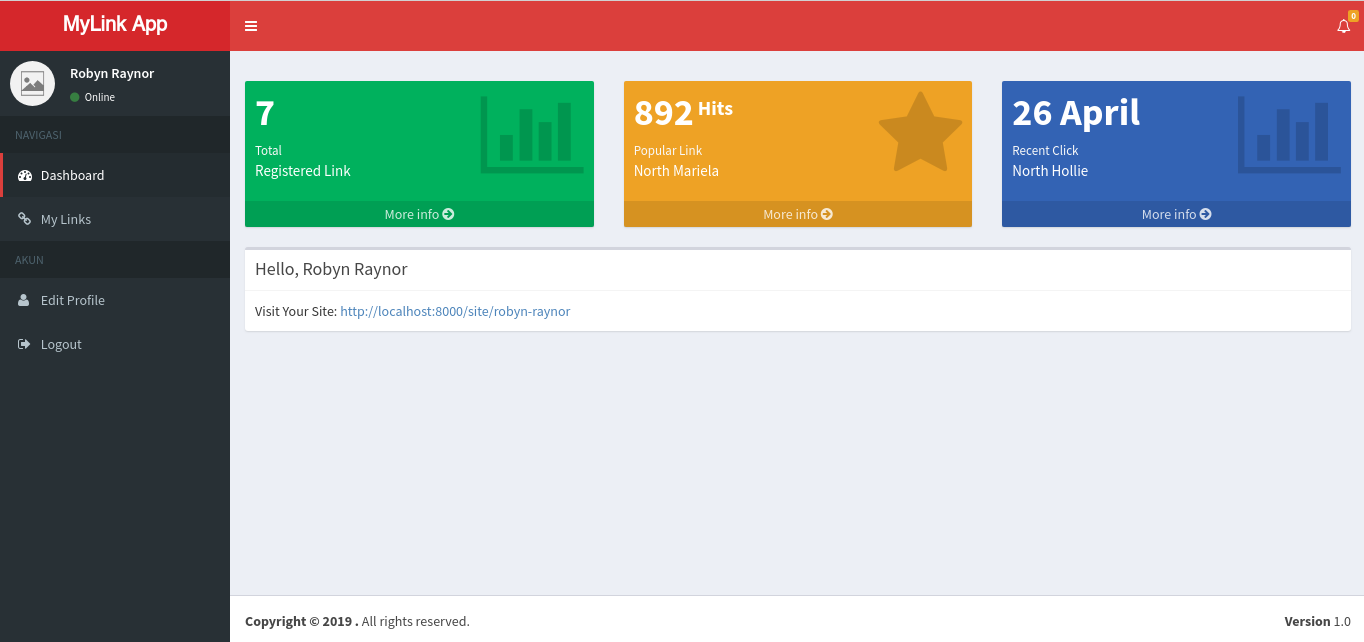 MyLink App
0
Robyn Raynor
Online
NAVIGASI
Dashboard
My Links
AKUN
Edit Profile
Logout
7
Total
Registered Link
More info
892 Hits
Popular Link
North Mariela
More info
26 April
Recent Click
North Hollie
More info
Hello, Robyn Raynor
Visit Your Site: http://localhost:8000/site/robyn-raynor
Copyright © 2019 . All rights reserved.
Version 1.0